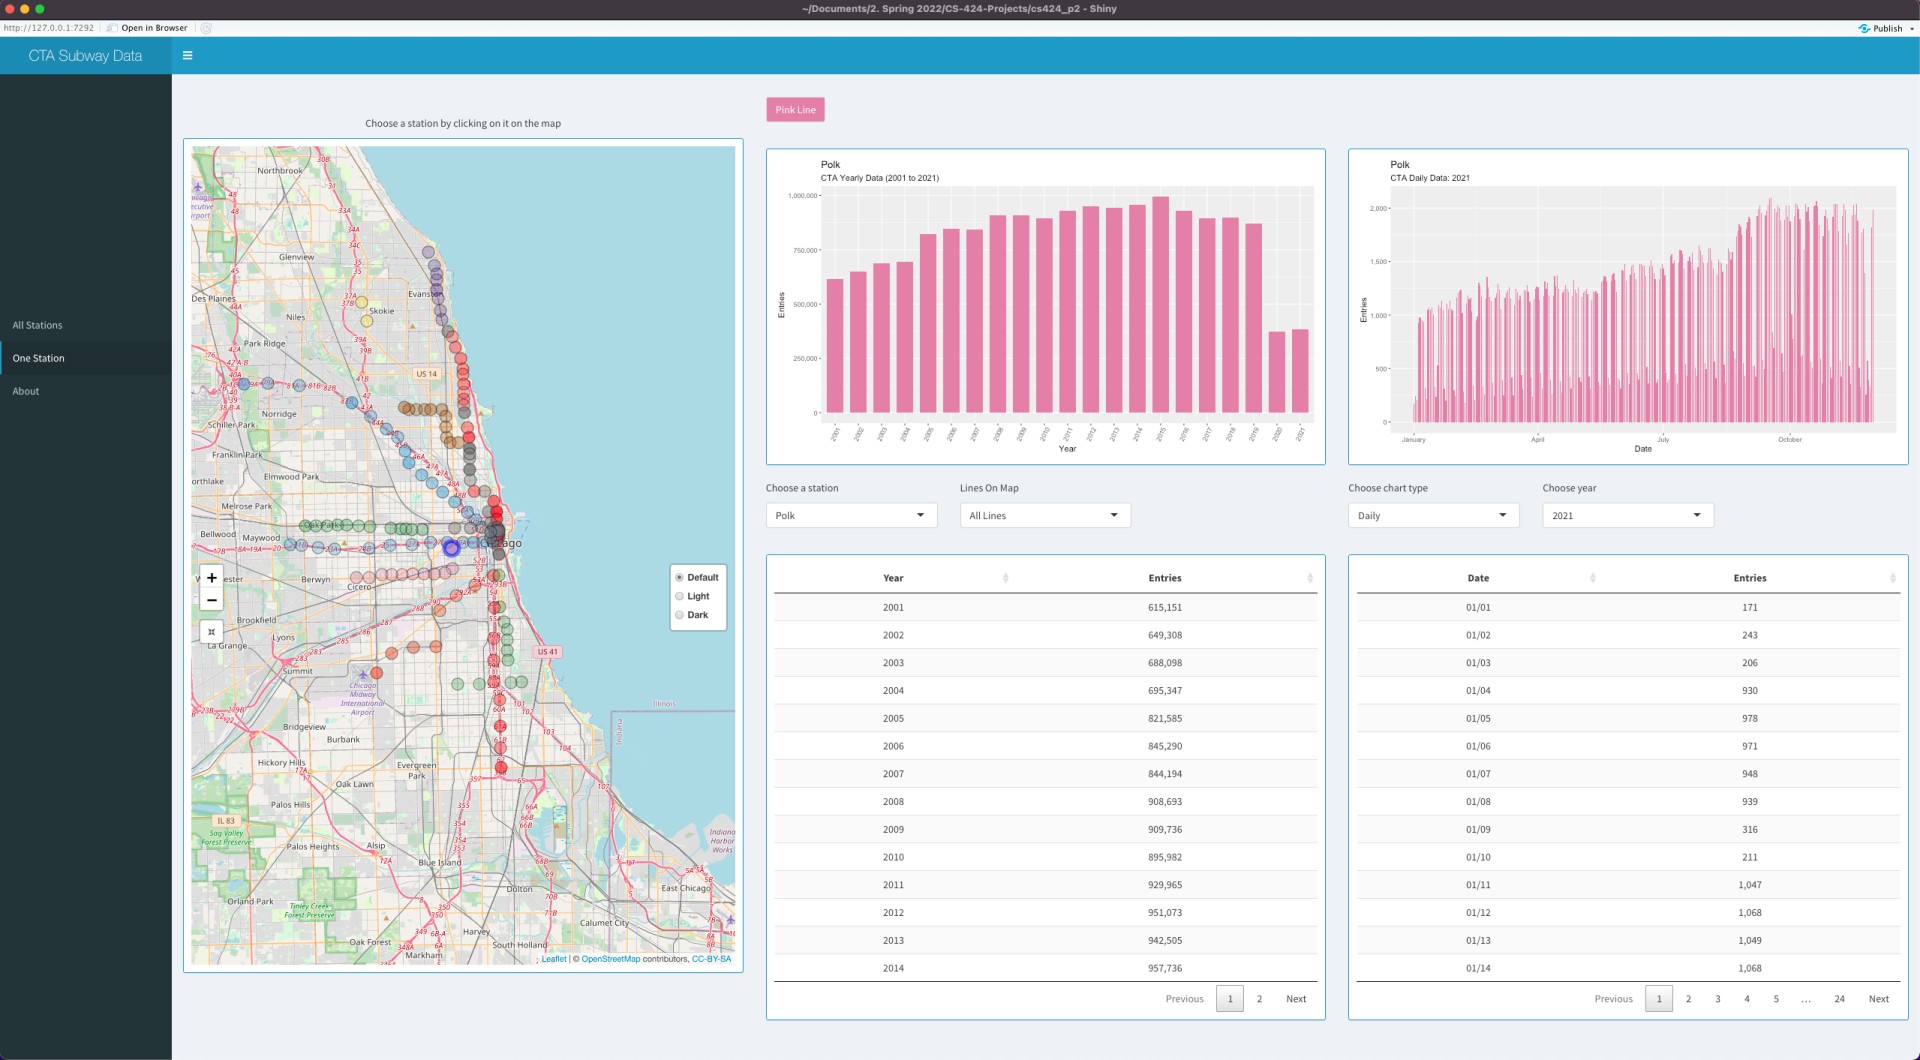 ~/Documents/2. Spring 2022/CS-424-Projects/cs424_p2 - Shiny
http://127.0.0.1:7292 Open in Browser Publish
CTA Subway Data
All Stations
One Station
About
Choose a station by clicking on it on the map
Northbrook
Glenview
Des Plaines
Evanston
Skokie
Niles
Park Ridge
US 14
Norridge
Schiller Park
Franklin Park
Elmwood Park
Melrose Park
Oak Park
Bellwood
Maywood
Berwyn
Cicero
Brookfield
Lyons
La Grange
Summit
Chicago
Midway
International
Airport
US 41
Illinois
Indiana
Bridgeview
Burbank
Hickory Hills
Evergreen
Park
Oak Lawn
Palos Hills
IL 83
Sag Valley
Forest Preserve
Palos Heights
Alsip
Blue Island
Dolton
East Chicago
Indiana
Harbor
Works
Orland Park
Tinley Creek
Forest Preserve
Calumet City
Harvey
Oak Forest
South Holland
Markham
+
−
Default
Light
Dark
Leaflet | © OpenStreetMap contributors, CC-BY-SA
Pink Line
Polk
CTA Yearly Data (2001 to 2021)
1,000,000
750,000
500,000
250,000
0
Entries
2001 2002 2003 2004 2005 2006 2007 2008 2009 2010 2011 2012 2013 2014 2015 2016 2017 2018 2019 2020 2021
Year
Polk
CTA Daily Data: 2021
2,000
1,500
1,000
500
0
Entries
January April July October
Date
Choose a station Lines On Map
Polk All Lines
Choose chart type Choose year
Daily 2021
Year Entries
2001 615,151
2002 649,308
2003 688,098
2004 695,347
2005 821,585
2006 845,290
2007 844,194
2008 908,693
2009 909,736
2010 895,982
2011 929,965
2012 951,073
2013 942,505
2014 957,736
Previous 1 2 Next
Date Entries
01/01 171
01/02 243
01/03 206
01/04 930
01/05 978
01/06 971
01/07 948
01/08 939
01/09 316
01/10 211
01/11 1,047
01/12 1,068
01/13 1,049
01/14 1,068
Previous 1 2 3 4 5 … 24 Next